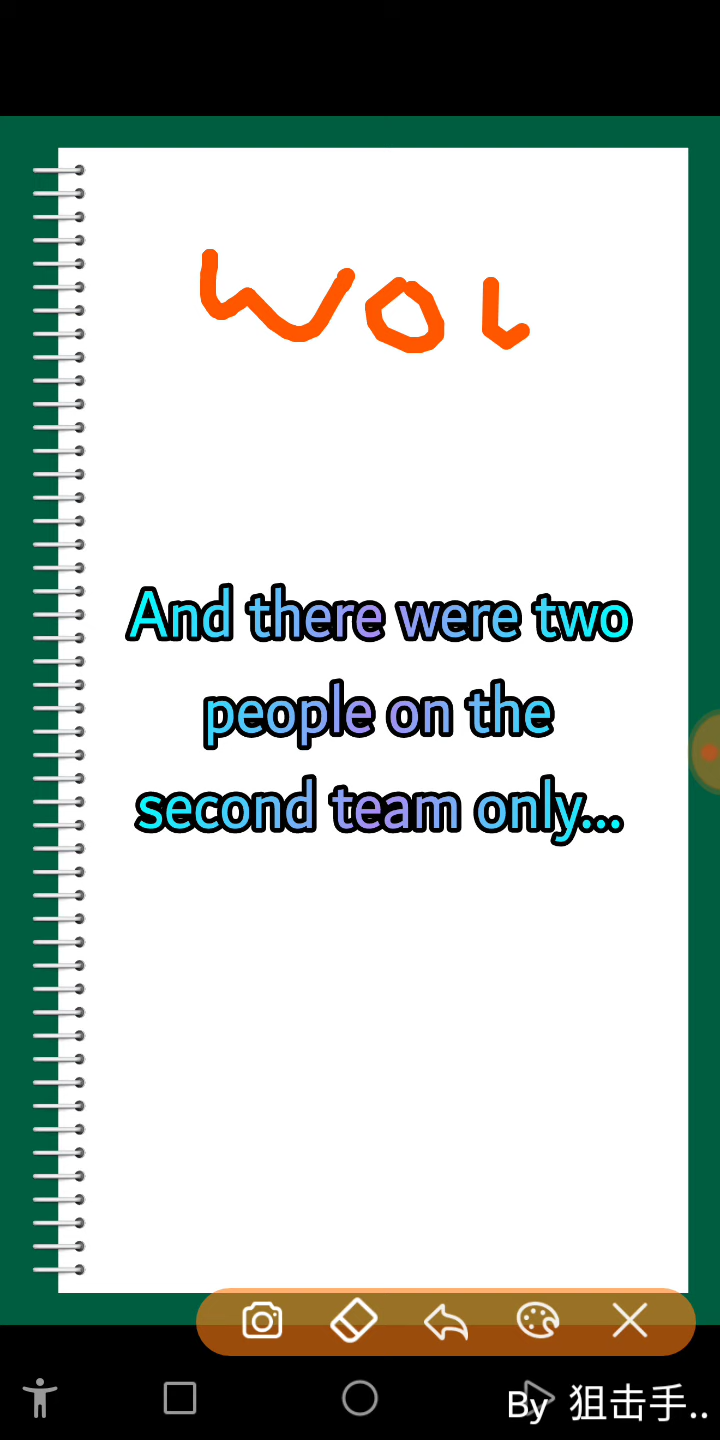 WOL
And there were two
people on the
second team only...
By 狙击手..